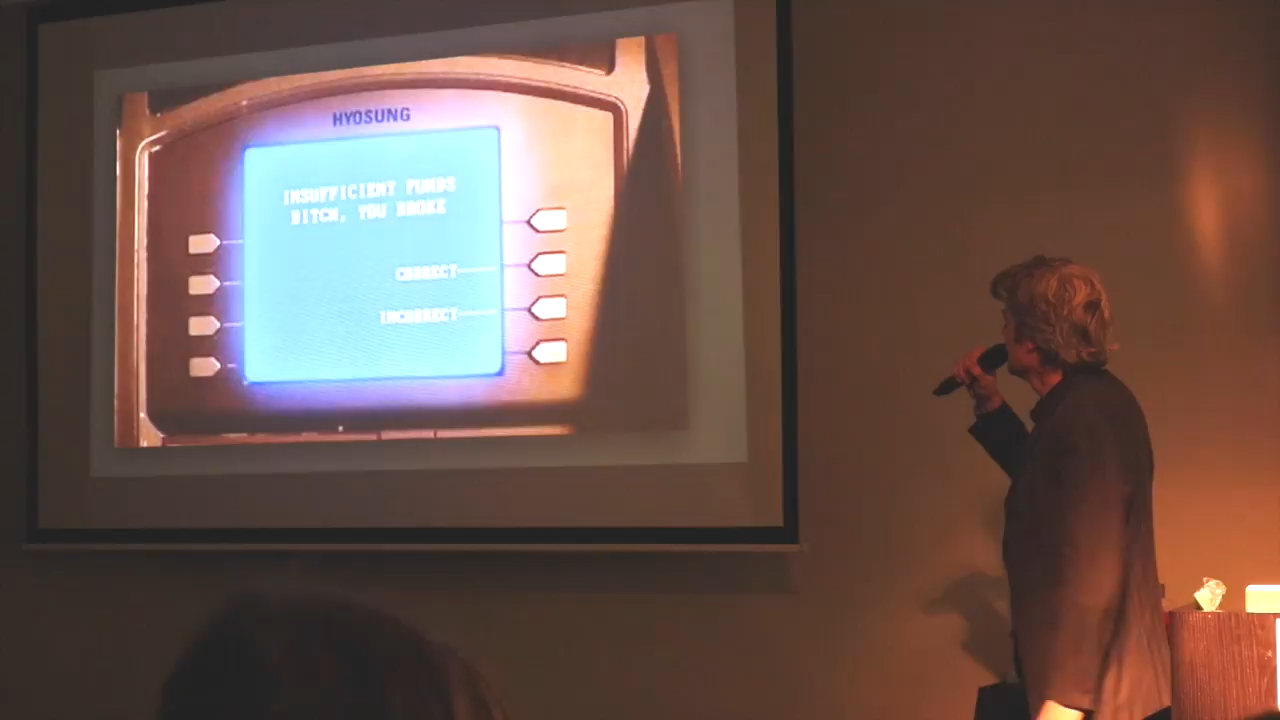 HYOSUNG
INSUFFICIENT FUNDS
BITCH, YOU BROKE
CORRECT
INCORRECT